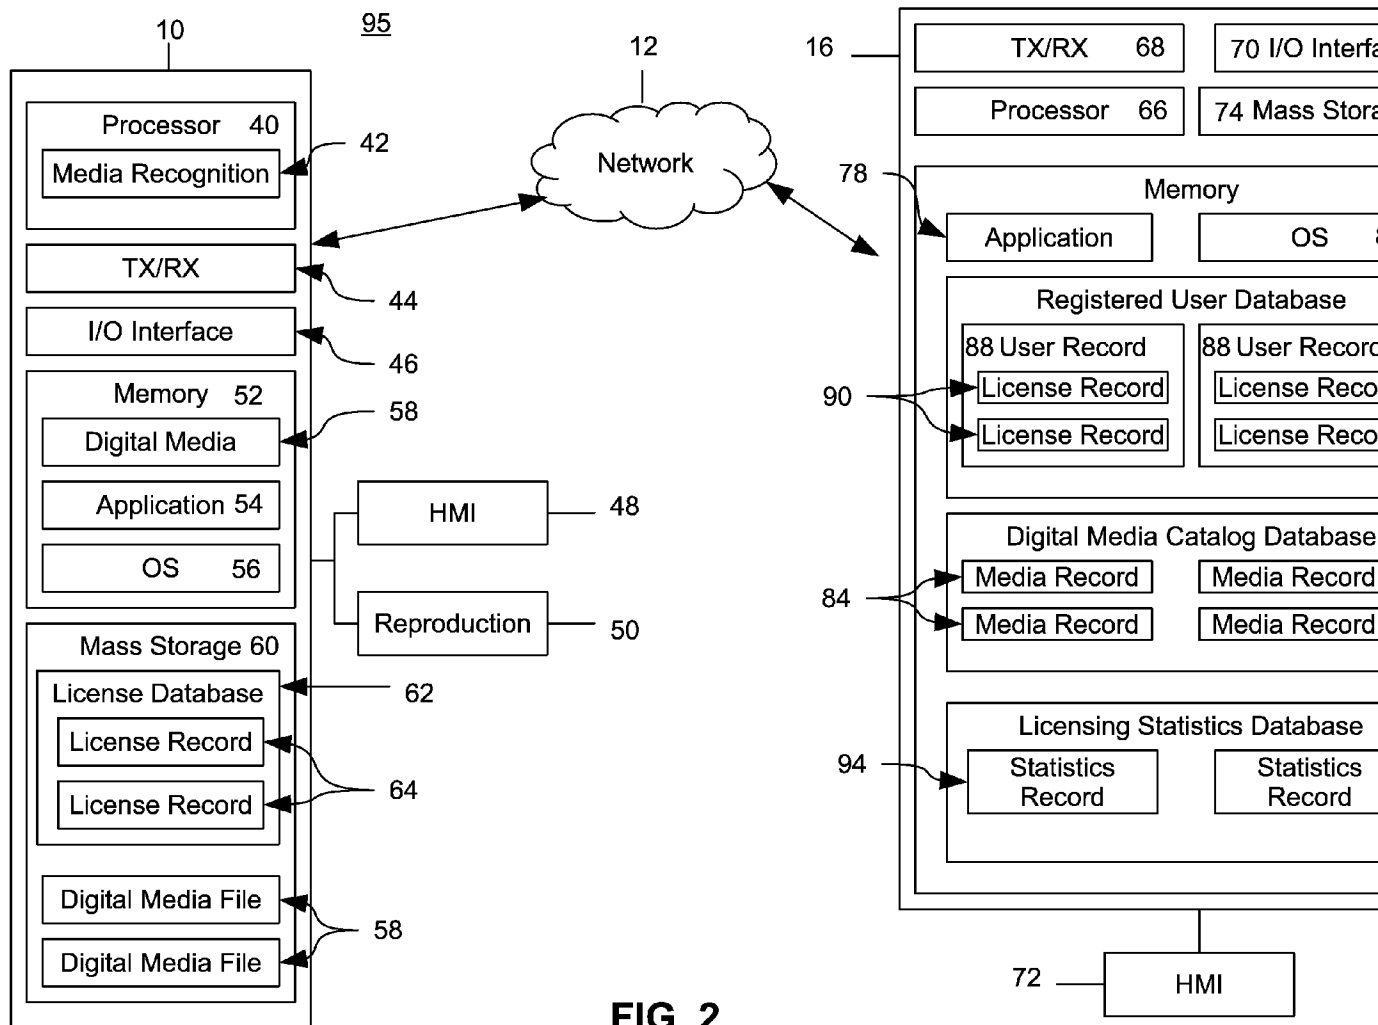 95
10
Processor 40
Media Recognition
42
TX/RX
44
I/O Interface
46
Memory 52
Digital Media
58
Application 54
OS 56
Mass Storage 60
License Database
62
License Record
License Record
64
Digital Media File
Digital Media File
58
12
Network
HMI
48
Reproduction
50
16
TX/RX 68
70 I/O
Processor 66
74 Mass
Memory
78
Application
OS
Registered User Database
88 User Record
License Record
License Record
90
88 User Record
License
License
Digital Media Catalog Database
Media Record
Media Record
84
Media Record
Media Record
Licensing Statistics Database
94
Statistics
Record
Statistics
Record
72
HMI
FIG. 2